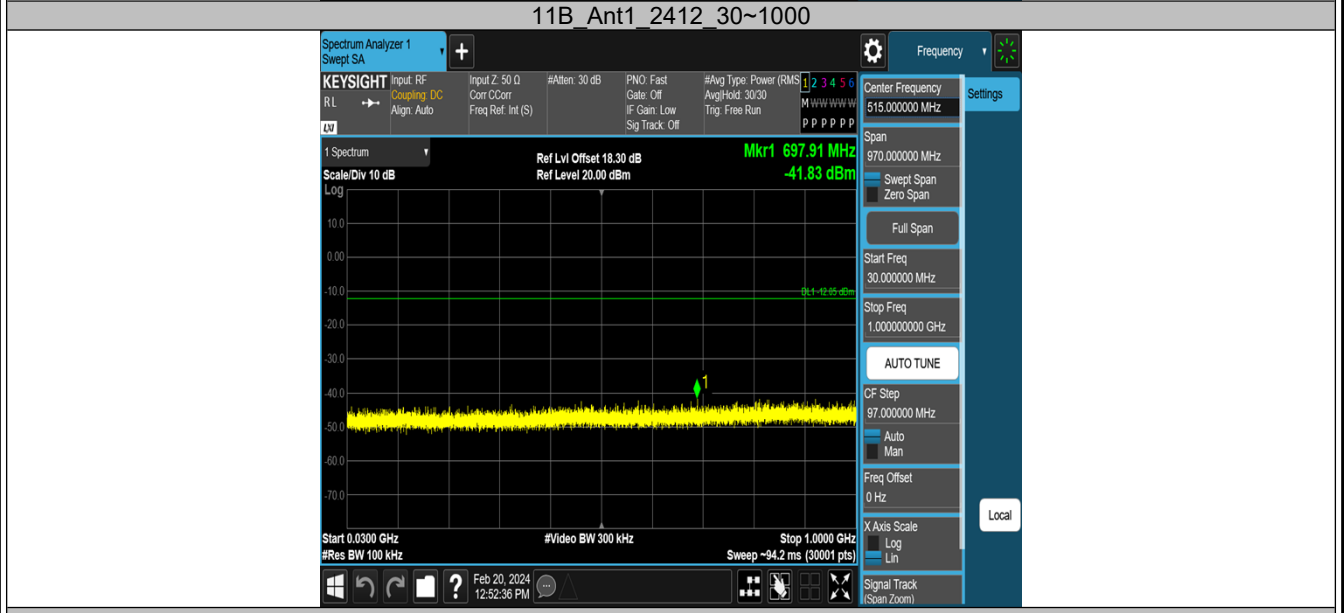 11B_Ant1_2412_30~1000
Spectrum Analyzer 1
Swept SA
+
Frequency
KEYSIGHT
RL
LXI
Input: RF
Coupling: DC
Align: Auto
Input Z: 50 Ω
Corr CCorr
Freq Ref: Int (S)
#Atten: 30 dB
PNO: Fast
Gate: Off
IF Gain: Low
Sig Track: Off
#Avg Type: Power (RMS
Avg|Hold: 30/30
Trig: Free Run
1 2 3 4 5 6
M W W W W W
P P P P P P
1 Spectrum
Scale/Div 10 dB
Ref Lvl Offset 18.30 dB
Ref Level 20.00 dBm
Mkr1 697.91 MHz
-41.83 dBm
Log
10.0
0.00
-10.0
DL1 -12.05 dBm
-20.0
-30.0
-40.0
1
-50.0
-60.0
-70.0
Start 0.0300 GHz
#Res BW 100 kHz
#Video BW 300 kHz
Stop 1.0000 GHz
Sweep ~94.2 ms (30001 pts)
?
Feb 20, 2024
12:52:36 PM
Center Frequency
515.000000 MHz
Settings
Span
970.000000 MHz
Swept Span
Zero Span
Full Span
Start Freq
30.000000 MHz
Stop Freq
1.000000000 GHz
AUTO TUNE
CF Step
97.000000 MHz
Auto
Man
Freq Offset
0 Hz
Local
X Axis Scale
Log
Lin
Signal Track
(Span Zoom)